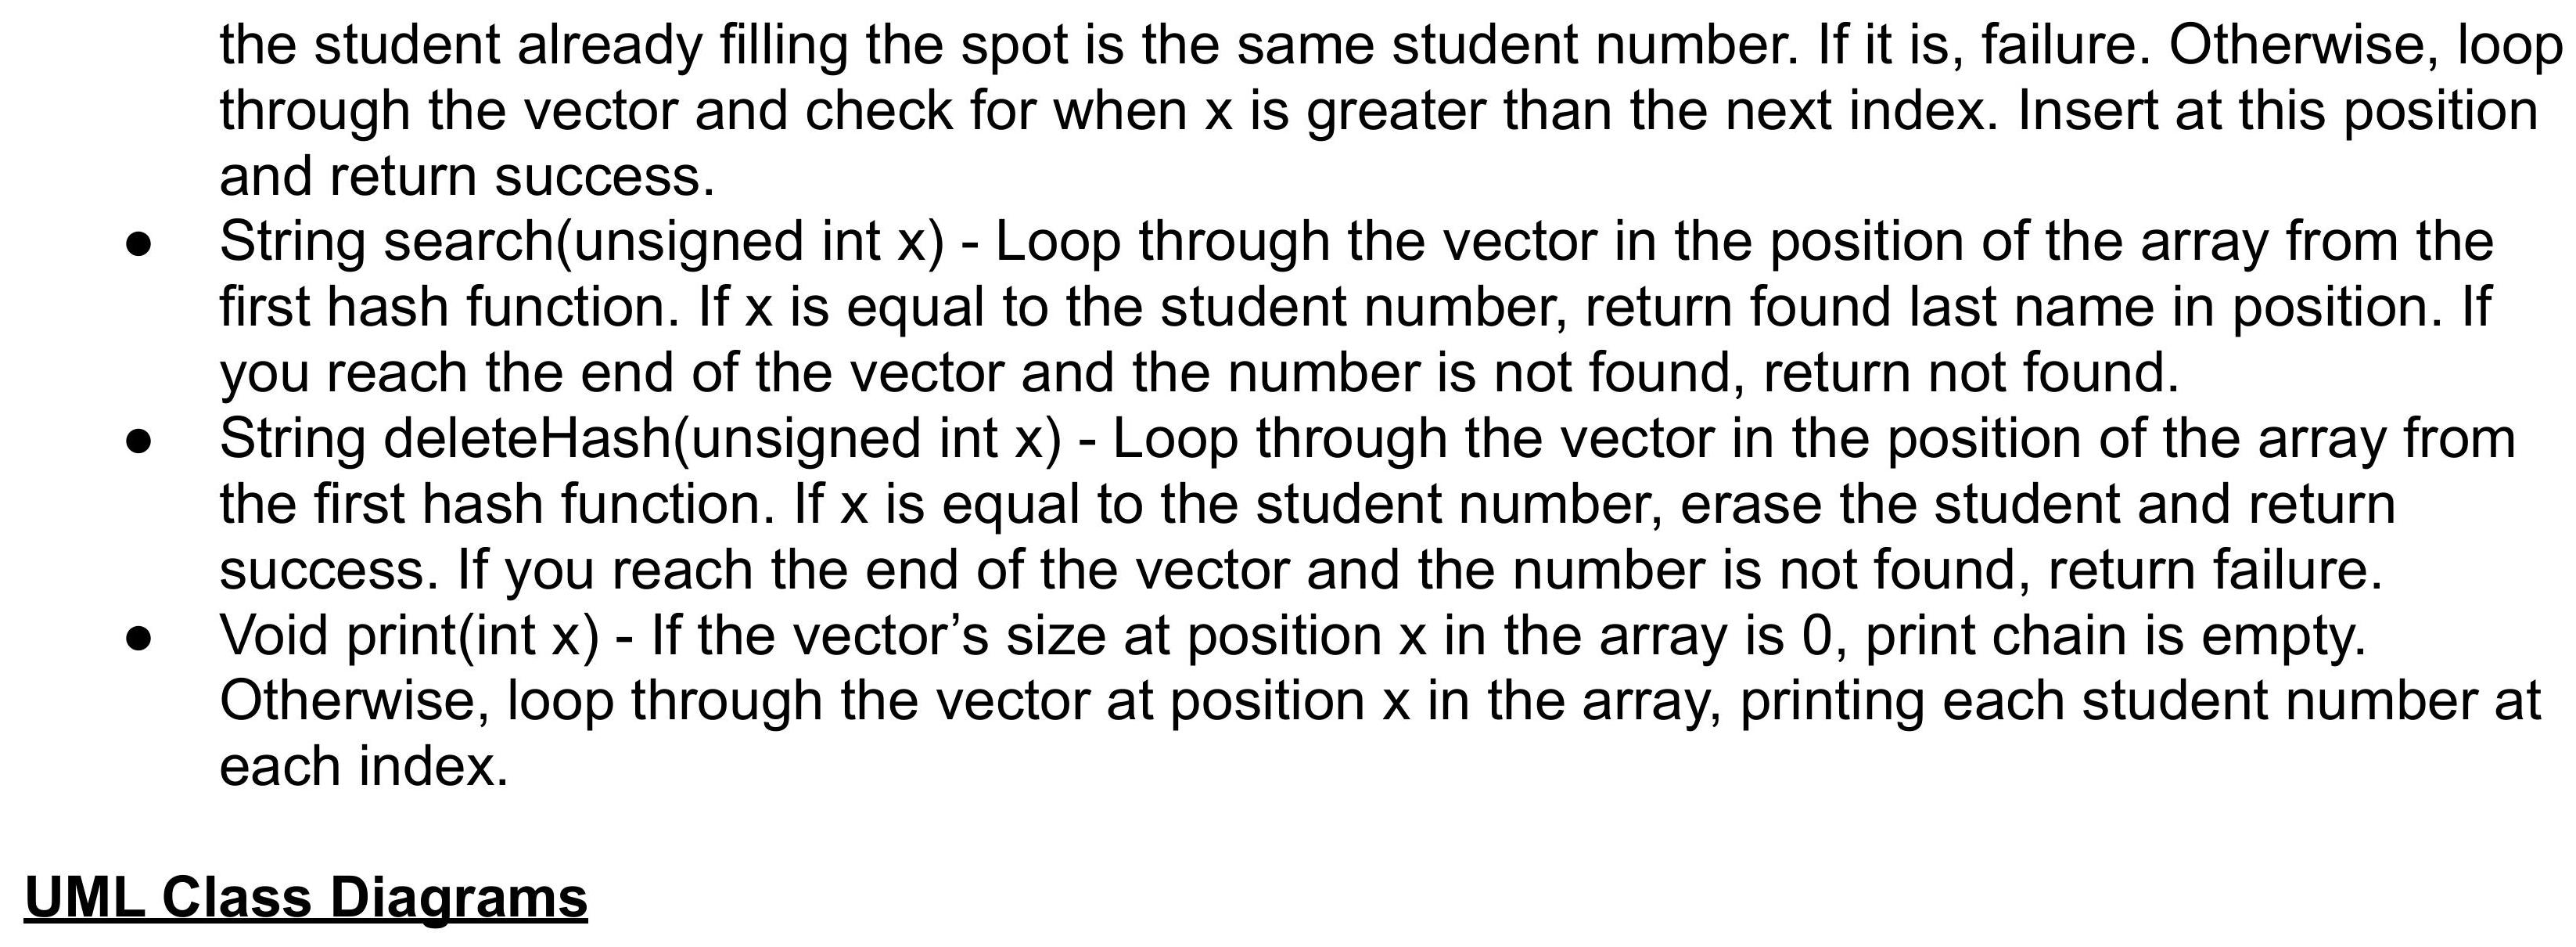 the student already filling the spot is the same student number. If it is, failure. Otherwise, loop
through the vector and check for when x is greater than the next index. Insert at this position
and return success.
● String search(unsigned int x) - Loop through the vector in the position of the array from the
first hash function. If x is equal to the student number, return found last name in position. If
you reach the end of the vector and the number is not found, return not found.
● String deleteHash(unsigned int x) - Loop through the vector in the position of the array from
the first hash function. If x is equal to the student number, erase the student and return
success. If you reach the end of the vector and the number is not found, return failure.
● Void print(int x) - If the vector’s size at position x in the array is 0, print chain is empty.
Otherwise, loop through the vector at position x in the array, printing each student number at
each index.
UML Class Diagrams